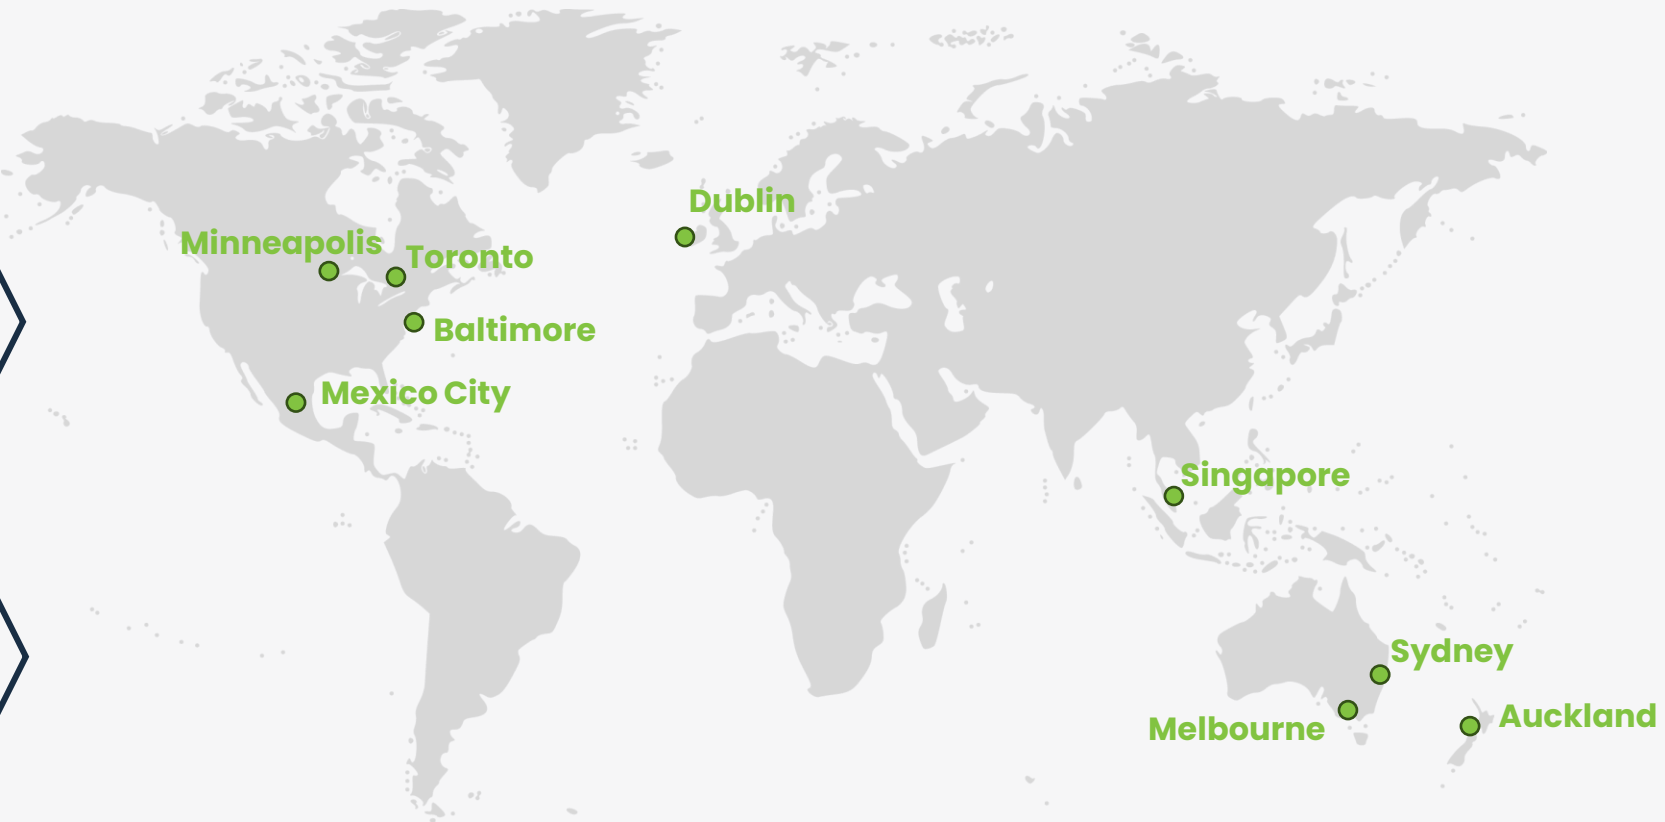 Dublin
Minneapolis
Toronto
Baltimore
Mexico City
Singapore
Sydney
Auckland
Melbourne